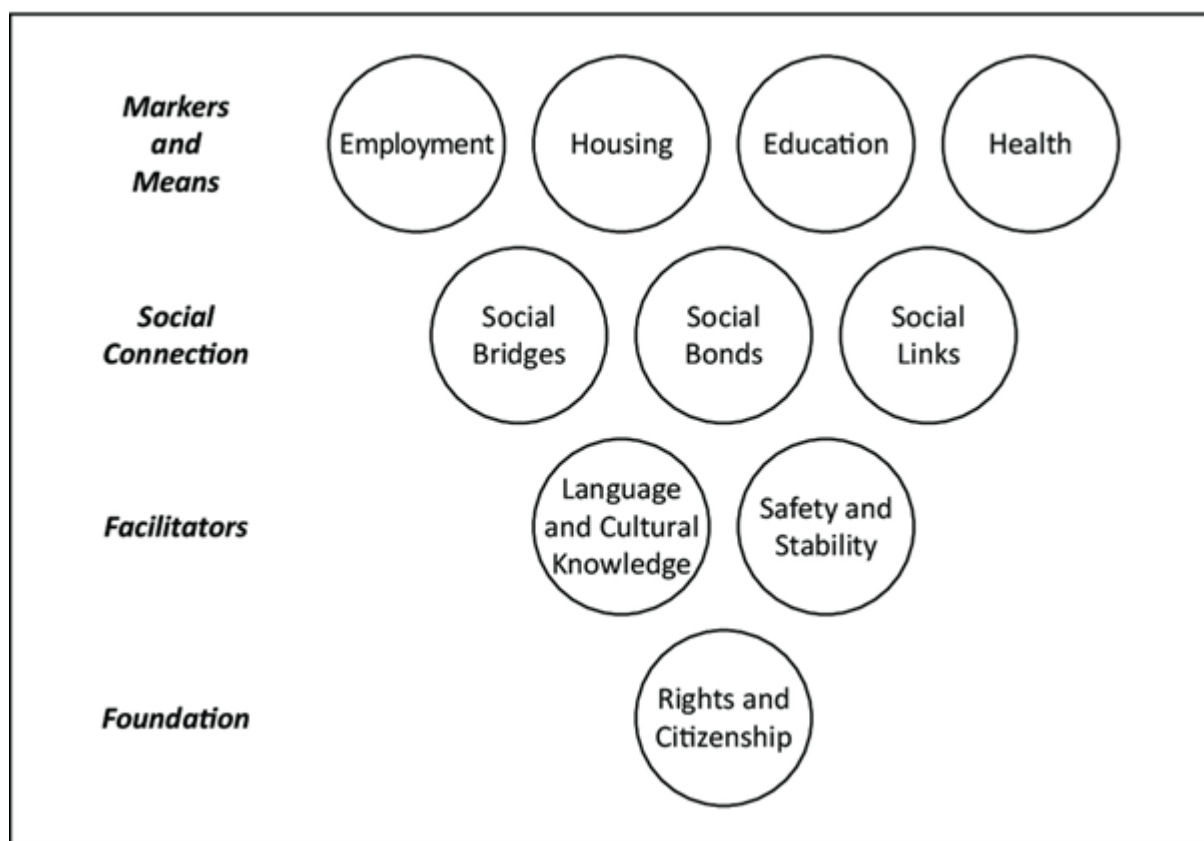 Markers
and
Means
Employment
Housing
Education
Health
Social
Connection
Social
Bridges
Social
Bonds
Social
Links
Facilitators
Language
and Cultural
Knowledge
Safety and
Stability
Foundation
Rights and
Citizenship